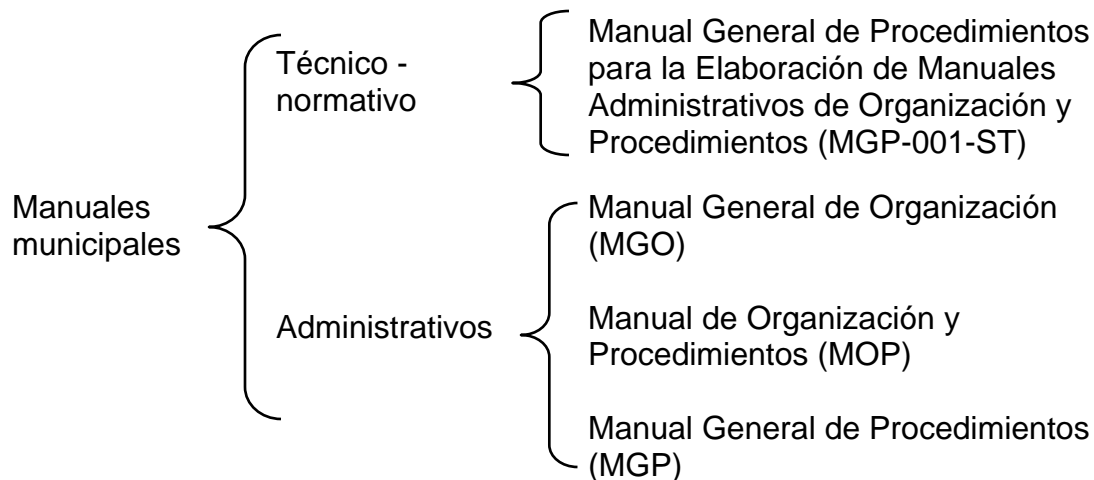 Manuales
municipales
Técnico -
normativo
Manual General de Procedimientos
para la Elaboración de Manuales
Administrativos de Organización y
Procedimientos (MGP-001-ST)
Administrativos
Manual General de Organización
(MGO)
Manual de Organización y
Procedimientos (MOP)
Manual General de Procedimientos
(MGP)